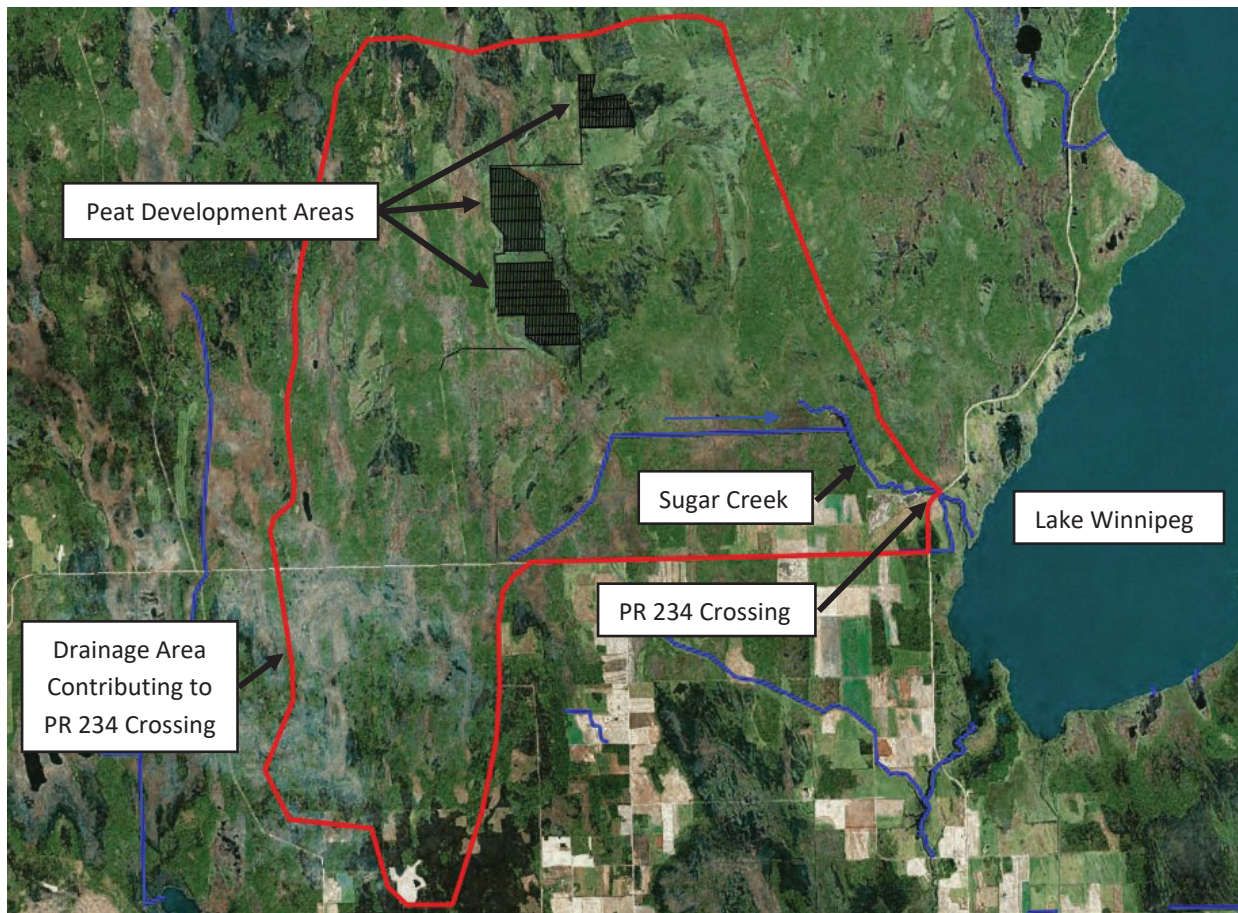 Peat Development Areas
Sugar Creek
Lake Winnipeg
PR 234 Crossing
Drainage Area
Contributing to
PR 234 Crossing